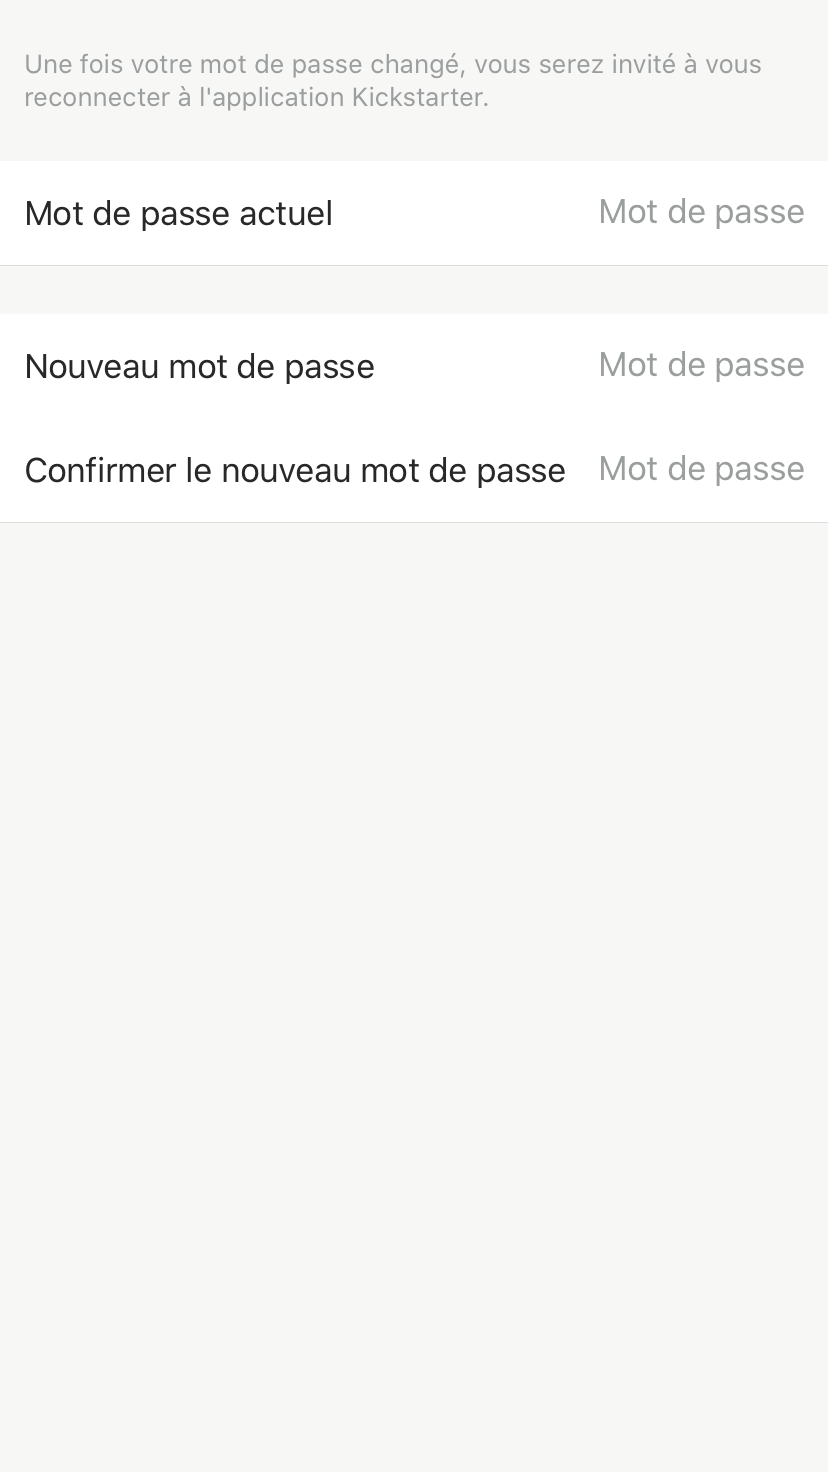 Une fois votre mot de passe changé, vous serez invité à vous
reconnecter à l'application Kickstarter.
Mot de passe actuel Mot de passe
Nouveau mot de passe Mot de passe
Confirmer le nouveau mot de passe Mot de passe